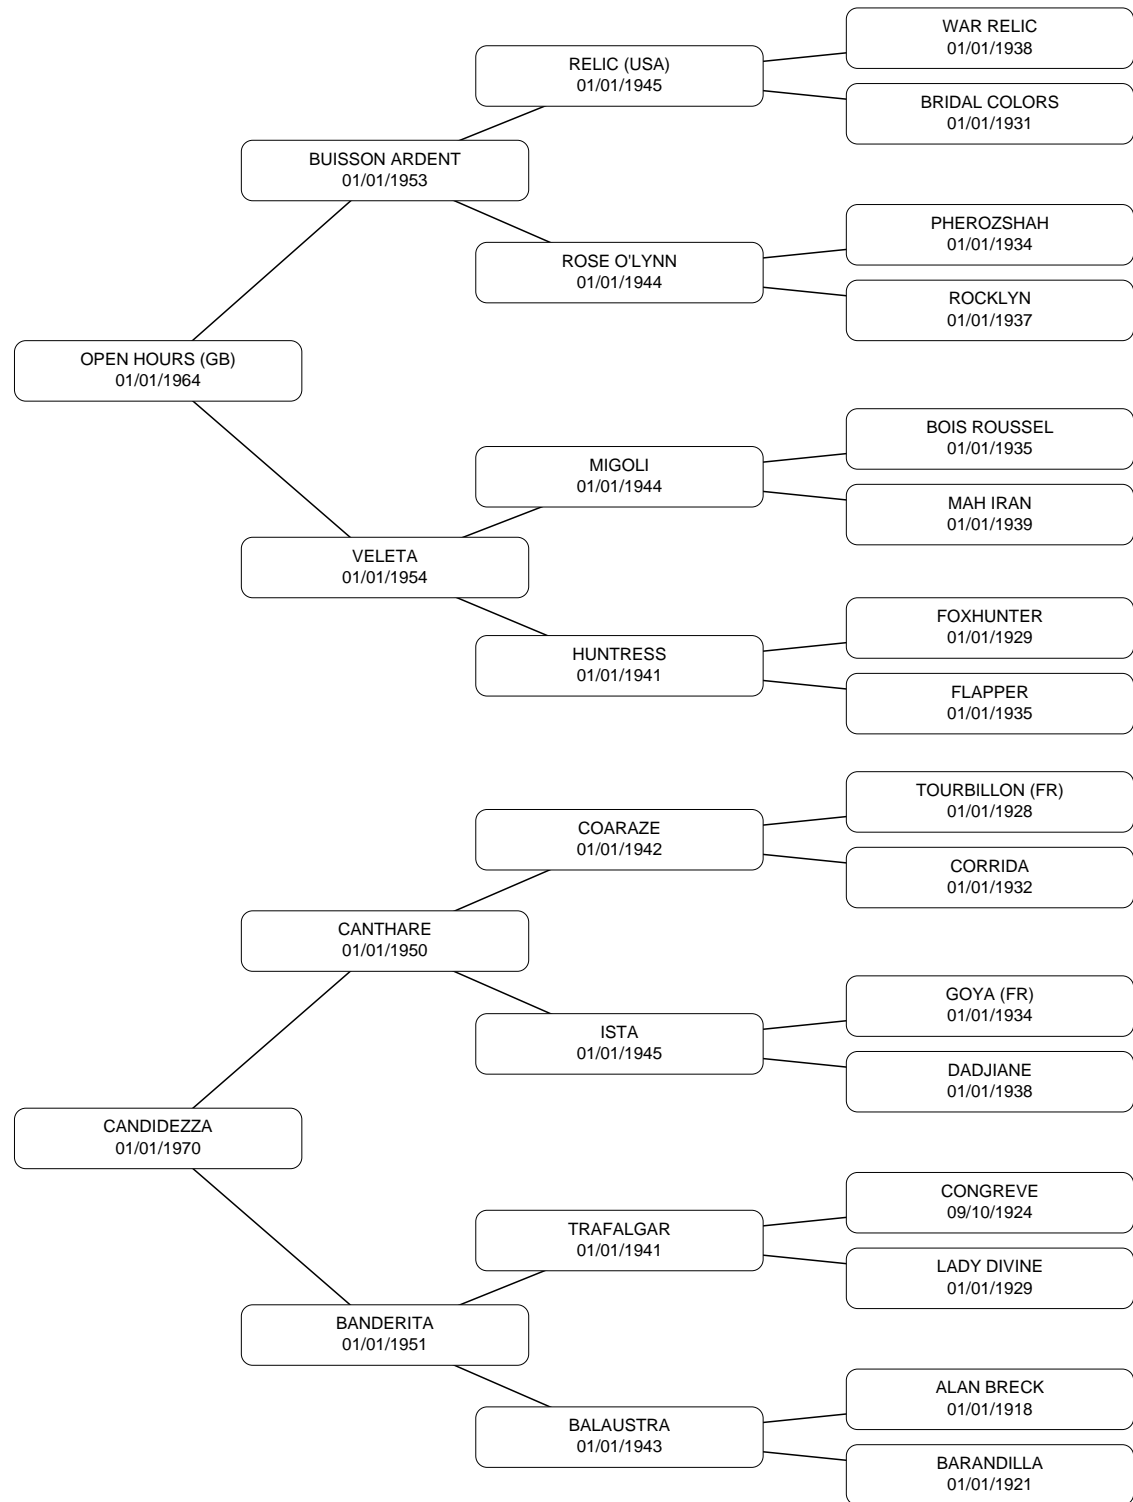 WAR RELIC
01/01/1938
RELIC (USA)
01/01/1945
BRIDAL COLORS
01/01/1931
BUISSON ARDENT
01/01/1953
PHEROZSHAH
01/01/1934
ROSE O'LYNN
01/01/1944
ROCKLYN
01/01/1937
OPEN HOURS (GB)
01/01/1964
BOIS ROUSSEL
01/01/1935
MIGOLI
01/01/1944
MAH IRAN
01/01/1939
VELETA
01/01/1954
FOXHUNTER
01/01/1929
HUNTRESS
01/01/1941
FLAPPER
01/01/1935
TOURBILLON (FR)
01/01/1928
COARAZE
01/01/1942
CORRIDA
01/01/1932
CANTHARE
01/01/1950
GOYA (FR)
01/01/1934
ISTA
01/01/1945
DADJIANE
01/01/1938
CANDIDEZZA
01/01/1970
CONGREVE
09/10/1924
TRAFALGAR
01/01/1941
LADY DIVINE
01/01/1929
BANDERITA
01/01/1951
ALAN BRECK
01/01/1918
BALAUSTRA
01/01/1943
BARANDILLA
01/01/1921